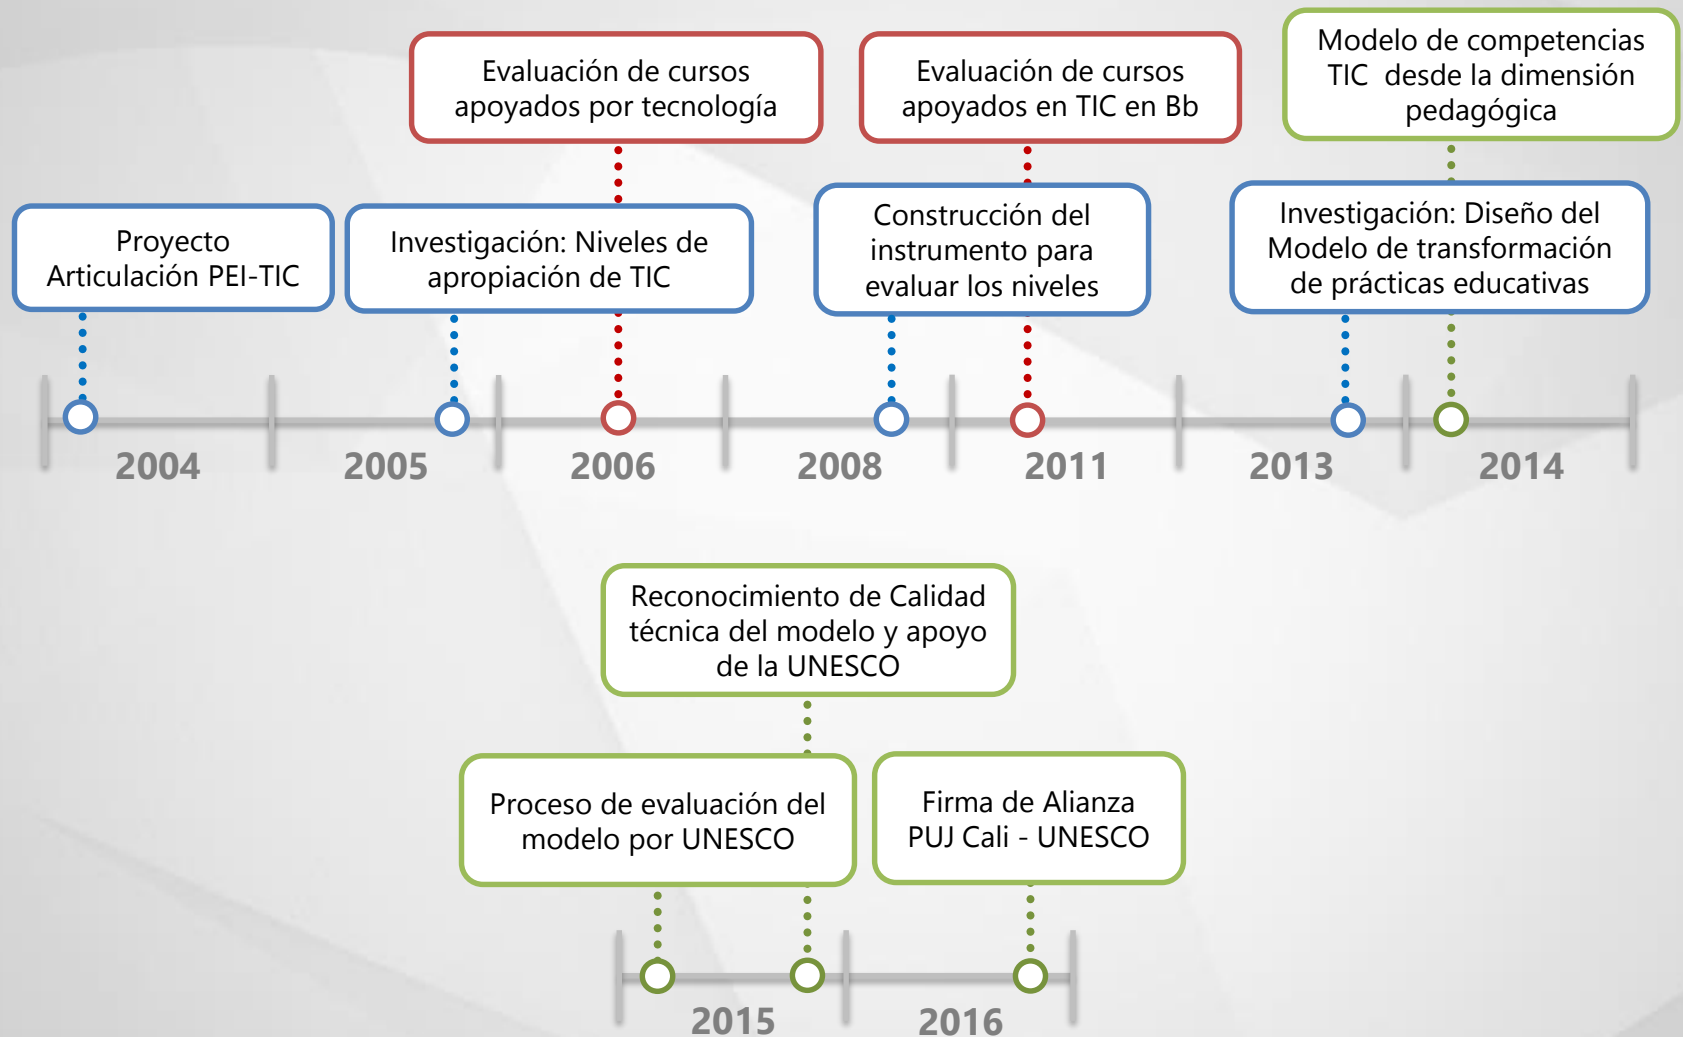 Evaluación de cursos
apoyados por tecnología
Evaluación de cursos
apoyados en TIC en Bb
Modelo de competencias
TIC desde la dimensión
pedagógica
Proyecto
Articulación PEI-TIC
Investigación: Niveles de
apropiación de TIC
Construcción del
instrumento para
evaluar los niveles
Investigación: Diseño del
Modelo de transformación
de prácticas educativas
2004
2005
2006
2008
2011
2013
2014
Reconocimiento de Calidad
técnica del modelo y apoyo
de la UNESCO
Proceso de evaluación del
modelo por UNESCO
Firma de Alianza
PUJ Cali - UNESCO
2015
2016